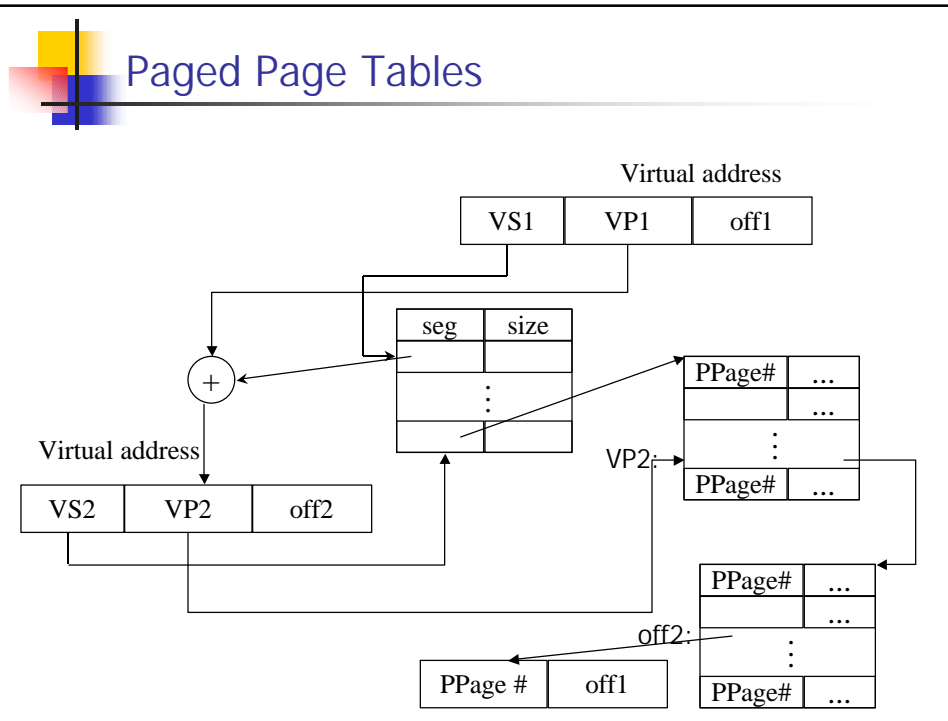 Paged Page Tables
Virtual address
VS1 VP1 off1
seg size
⋮
+
Virtual address
VS2 VP2 off2
PPage# ...
...
⋮
VP2:
PPage# ...
PPage# ...
...
off2:
⋮
PPage# ...
PPage # off1